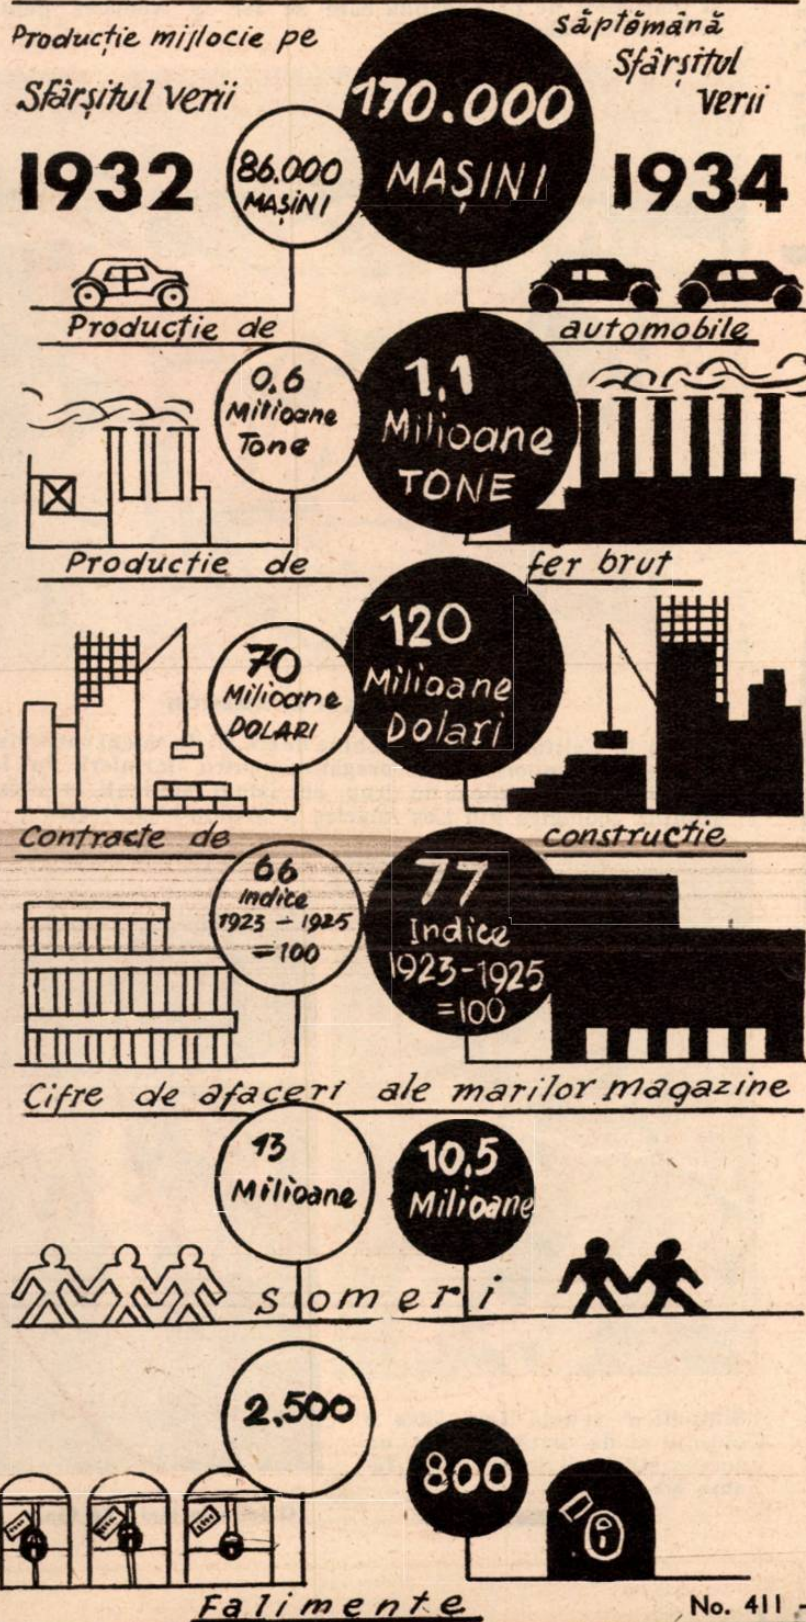 Producție mijlocie pe săptămână
Sfârșitul verii
1932
86.000
MAȘINI
170.000
MAȘINI
Sfârșitul
verii
1934
Producție de automobile
0,6
Milioane
Tone
1,1
Milioane
TONE
Productie de fer brut
70
Milioane
DOLARI
120
Milioane
Dolari
Contracte de constructie
66
Indice
1923 - 1925
=100
77
Indice
1923-1925
=100
Cifre de afaceri ale marilor magazine
13
Milioane
10,5
Milioane
someri
2.500
800
Falimente
No. 411 -